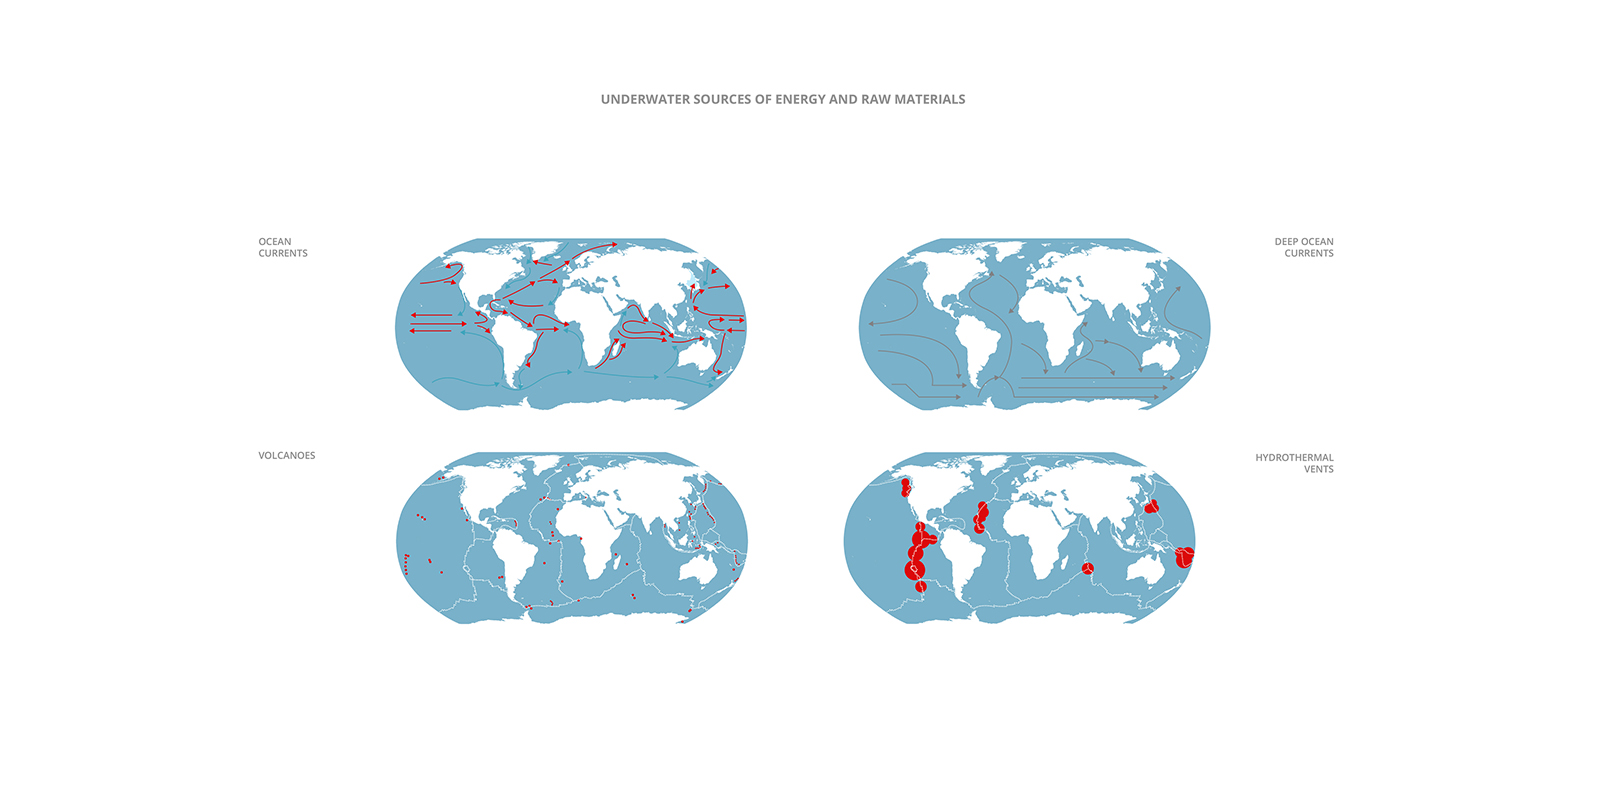 UNDERWATER SOURCES OF ENERGY AND RAW MATERIALS
OCEAN
CURRENTS
DEEP OCEAN
CURRENTS
VOLCANOES
HYDROTHERMAL
VENTS